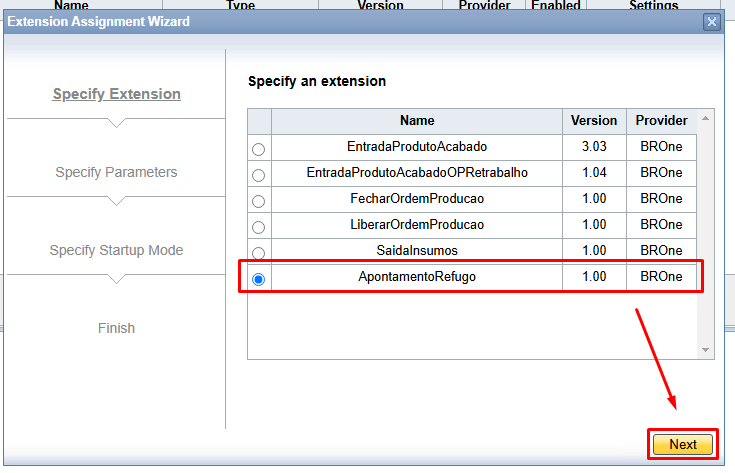 Name Type Version Provider Enabled Settings
Extension Assignment Wizard
Specify Extension
Specify Parameters
Specify Startup Mode
Finish
Specify an extension
Name Version Provider
EntradaProdutoAcabado 3.03 BROne
EntradaProdutoAcabadoOPRetrabalho 1.04 BROne
FecharOrdemProducao 1.00 BROne
LiberarOrdemProducao 1.00 BROne
SaidaInsumos 1.00 BROne
ApontamentoRefugo 1.00 BROne
Next